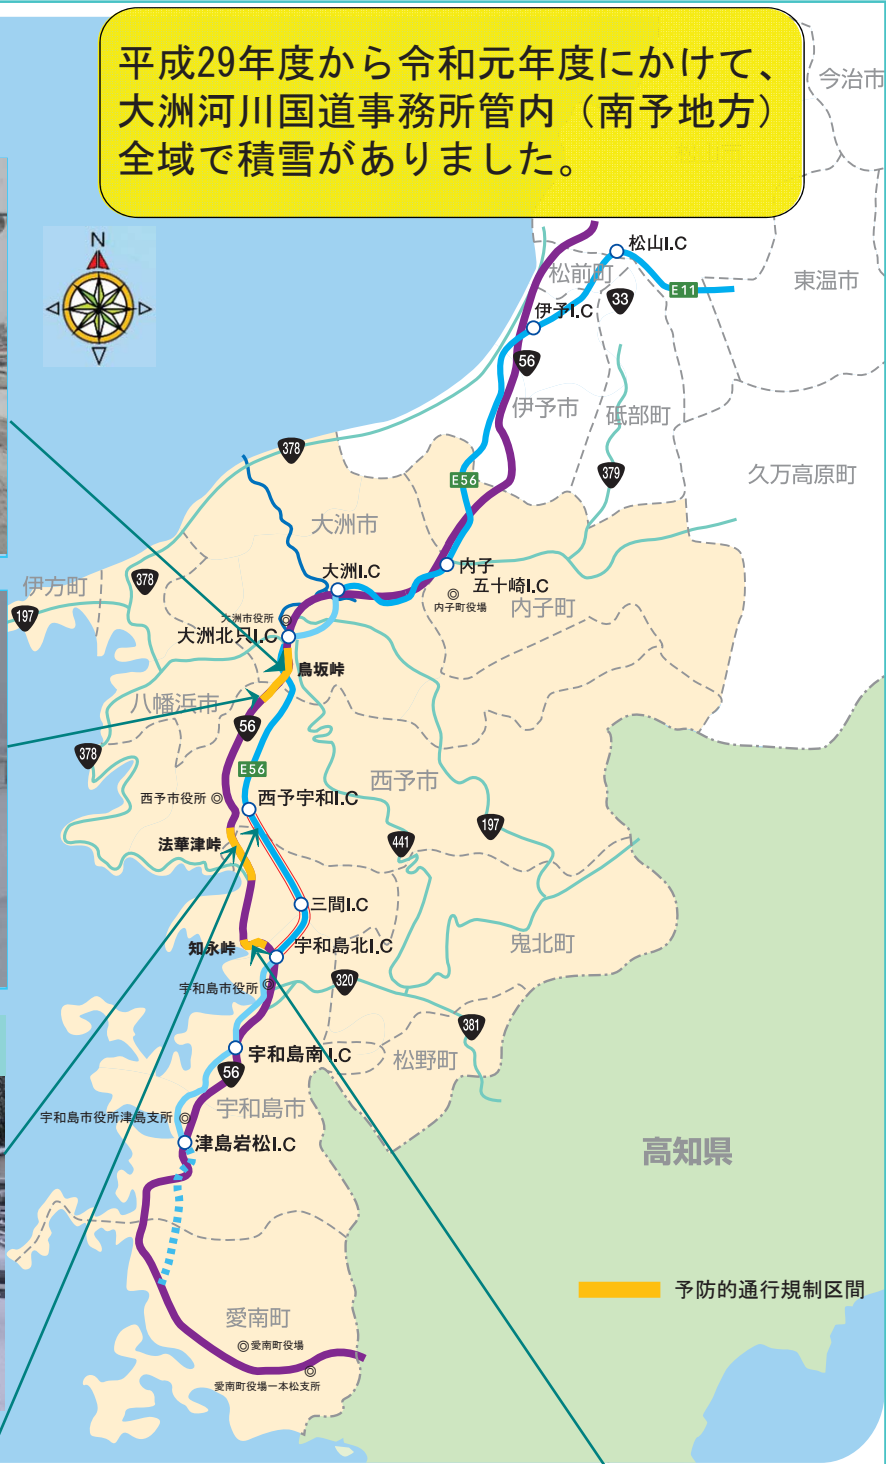 平成29年度から令和元年度にかけて、
大洲河川国道事務所管内（南予地方）
全域で積雪がありました。
今治市
N
松山I.C
松前町
東温市
E11
33
伊予I.C
56
伊予市
砥部町
378
久万高原町
379
E56
大洲市
内子
五十崎I.C
大洲I.C
伊方町
378
内子町役場
内子町
197
大洲市役所
大洲北只I.C
鳥坂峠
八幡浜市
56
378
E56
西予市
西予市役所
西予宇和I.C
197
法華津峠
441
三間I.C
知永峠
宇和島北I.C
鬼北町
宇和島市役所
320
381
宇和島南I.C
松野町
56
宇和島市
宇和島市役所津島支所
津島岩松I.C
高知県
予防的通行規制区間
愛南町
愛南町役場
愛南町役場一本松支所